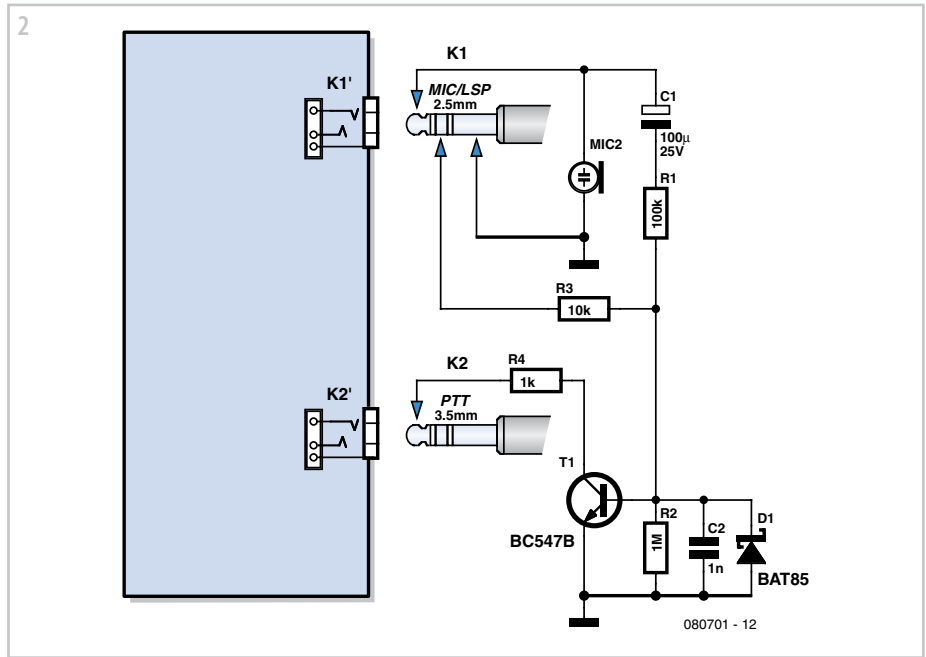 2
K1
K1'
MIC/LSP
2.5mm
C1
100µ
25V
MIC2
R1
100k
R3
10k
K2
R4
1k
K2'
PTT
3.5mm
T1
BC547B
R2
1M
C2
1n
D1
BAT85
080701 - 12